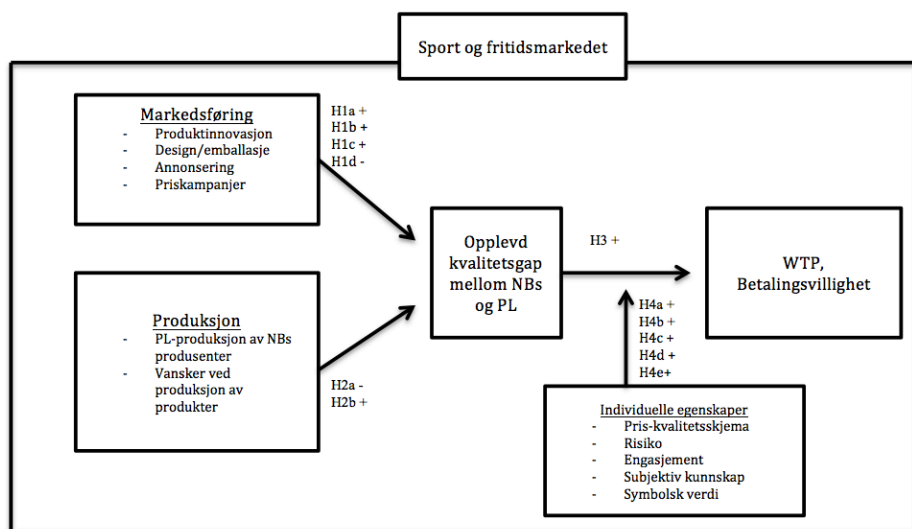 Sport og fritidsmarkedet
Markedsføring
- Produktinnovasjon
- Design/emballasje
- Annonsering
- Priskampanjer
H1a +
H1b +
H1c +
H1d -
Opplevd
kvalitetsgap
mellom NBs
og PL
H3 +
WTP,
Betalingsvillighet
Produksjon
- PL-produksjon av NBs
produsenter
- Vansker ved
produksjon av
produkter
H2a -
H2b +
H4a +
H4b +
H4c +
H4d +
H4e+
Individuelle egenskaper
- Pris-kvalitetsskjema
- Risiko
- Engasjement
- Subjektiv kunnskap
- Symbolsk verdi